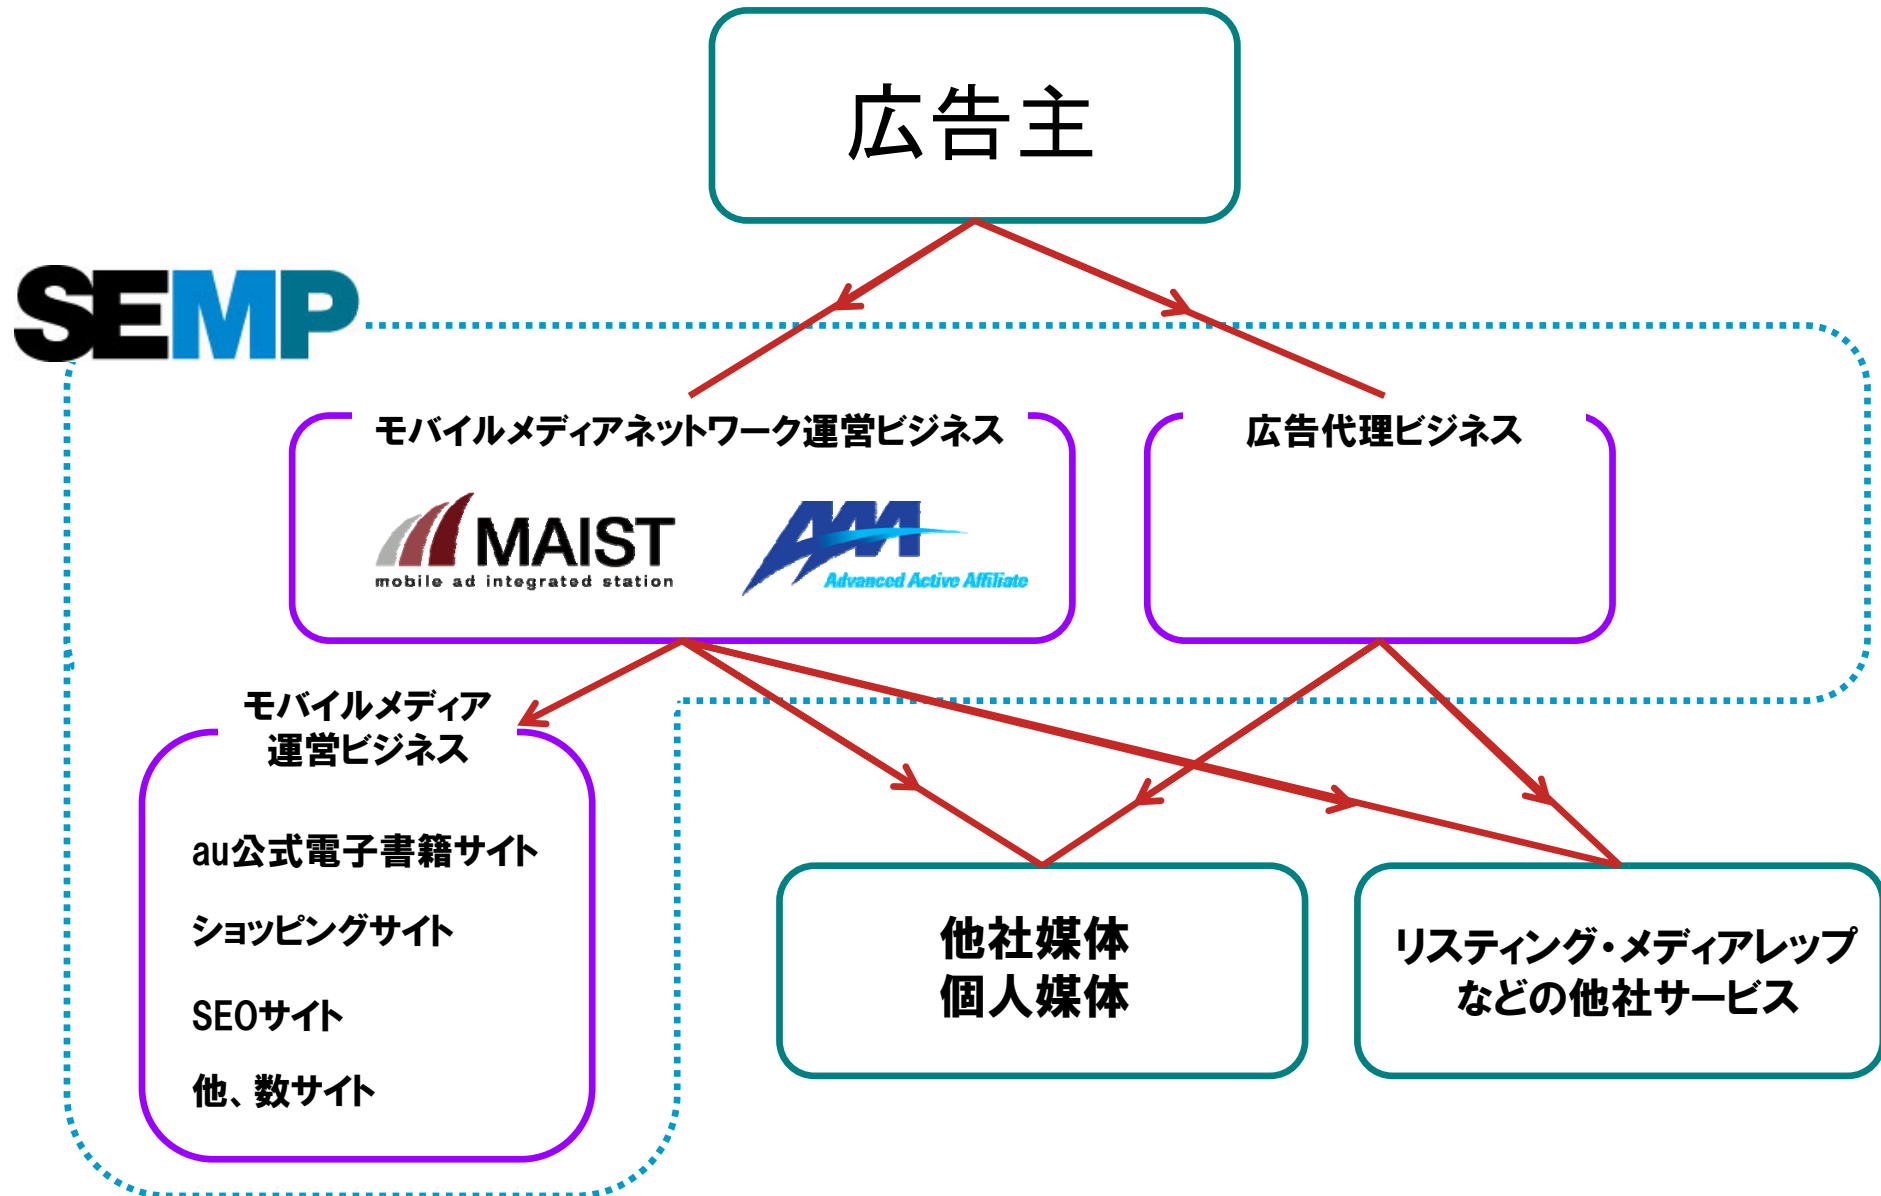 広告主
SEMP
モバイルメディアネットワーク運営ビジネス
広告代理ビジネス
MAIST
mobile ad integrated station
AAA
Advanced Active Affiliate
モバイルメディア
運営ビジネス
au公式電子書籍サイト
ショッピングサイト
SEOサイト
他、数サイト
他社媒体
個人媒体
リスティング・メディアレップ
などの他社サービス